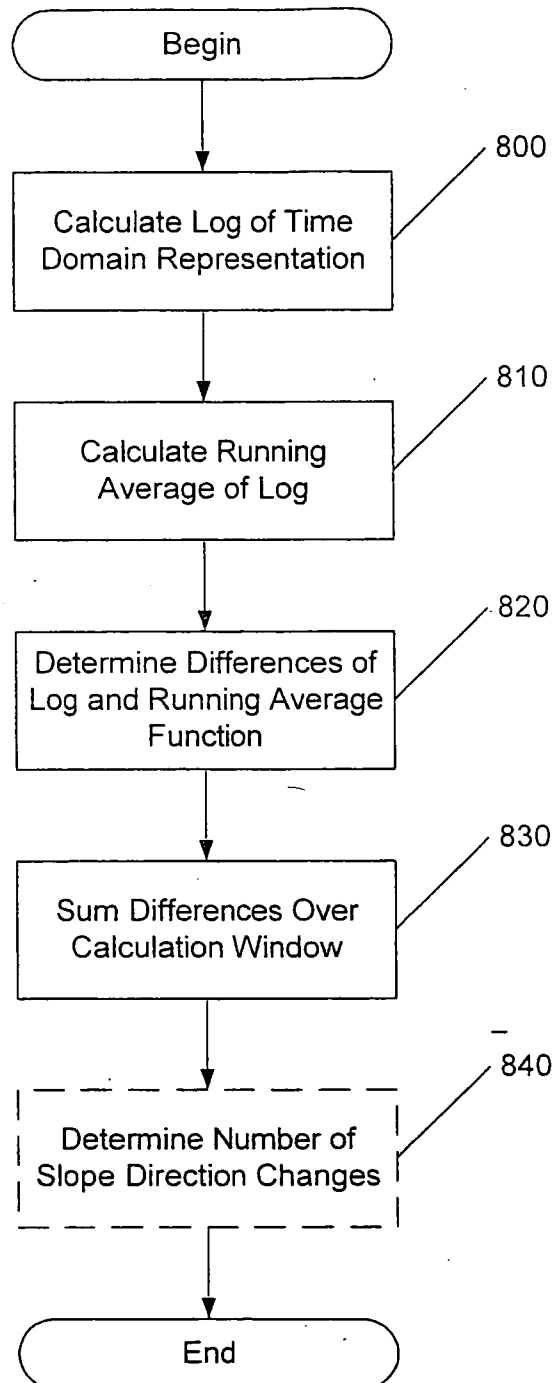 Begin
800
Calculate Log of Time
Domain Representation
810
Calculate Running
Average of Log
820
Determine Differences of
Log and Running Average
Function
830
Sum Differences Over
Calculation Window
840
Determine Number of
Slope Direction Changes
End